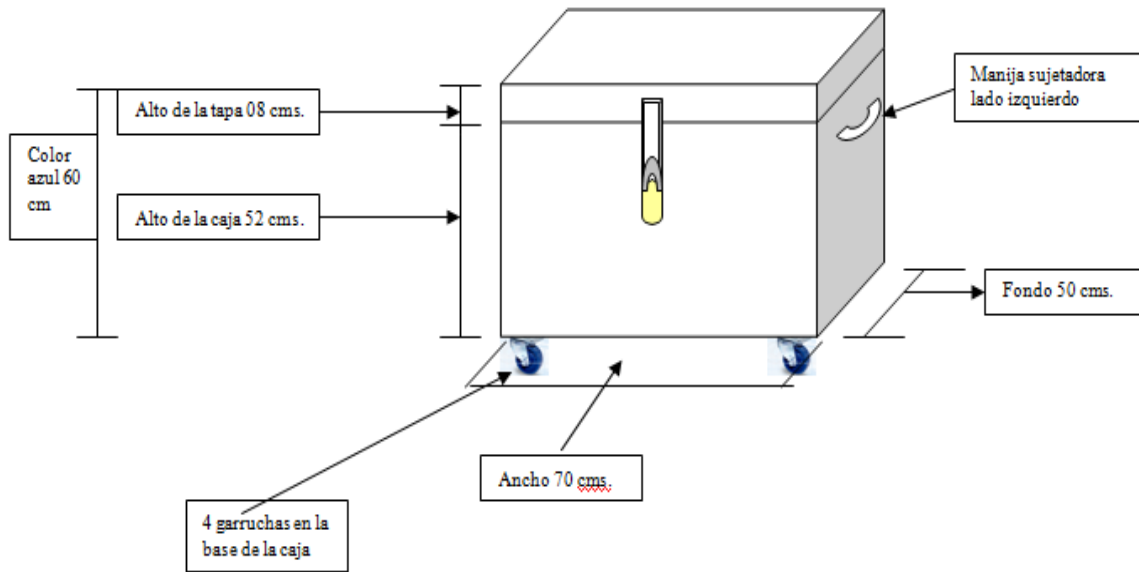 Alto de la tapa 08 cms.
Manija sujetadora
lado izquierdo
Color
azul 60
cm
Alto de la caja 52 cms.
Fondo 50 cms.
Ancho 70 cms.
4 garruchas en la
base de la caja